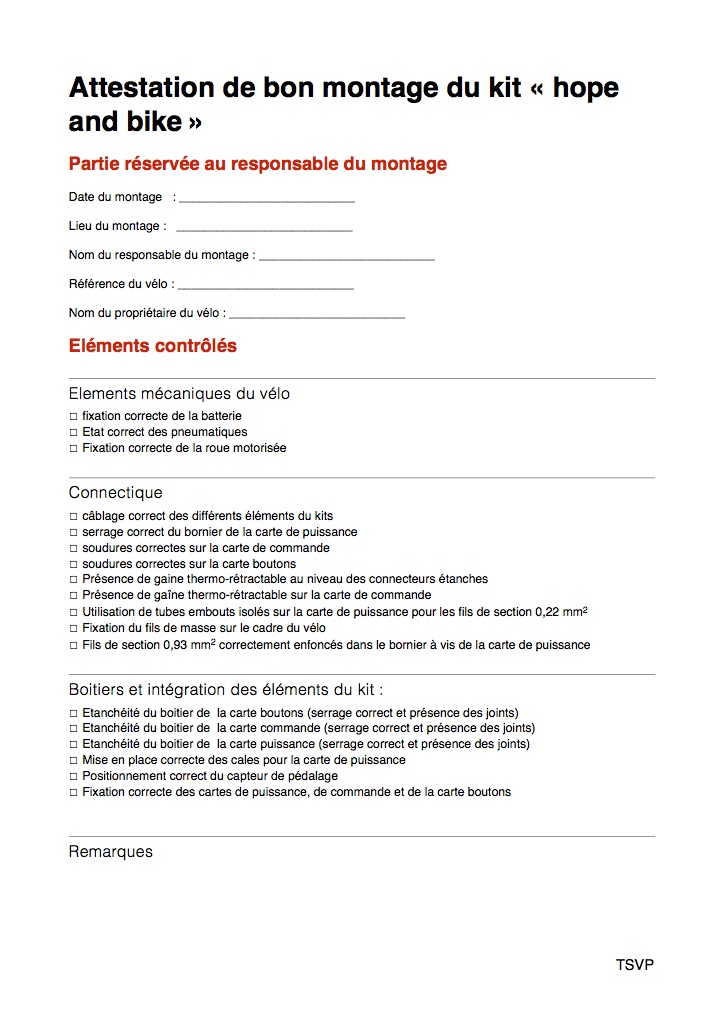 Attestation de bon montage du kit « hope
and bike »
Partie réservée au responsable du montage
Date du montage : ___________________________
Lieu du montage : ___________________________
Nom du responsable du montage : ___________________________
Référence du vélo : ___________________________
Nom du propriétaire du vélo : ___________________________
Eléments contrôlés
Elements mécaniques du vélo
□ fixation correcte de la batterie
□ Etat correct des pneumatiques
□ Fixation correcte de la roue motorisée
Connectique
□ câblage correct des différents éléments du kits
□ serrage correct du bornier de la carte de puissance
□ soudures correctes sur la carte de commande
□ soudures correctes sur la carte boutons
□ Présence de gaine thermo-rétractable au niveau des connecteurs étanches
□ Présence de gaîne thermo-rétractable sur la carte de commande
□ Utilisation de tubes embouts isolés sur la carte de puissance pour les fils de section 0,22 mm²
□ Fixation du fils de masse sur le cadre du vélo
□ Fils de section 0,93 mm² correctement enfoncés dans le bornier à vis de la carte de puissance
Boitiers et intégration des éléments du kit :
□ Etanchéité du boitier de la carte boutons (serrage correct et présence des joints)
□ Etanchéité du boitier de la carte commande (serrage correct et présence des joints)
□ Etanchéité du boitier de la carte puissance (serrage correct et présence des joints)
□ Mise en place correcte des cales pour la carte de puissance
□ Positionnement correct du capteur de pédalage
□ Fixation correcte des cartes de puissance, de commande et de la carte boutons
Remarques
TSVP